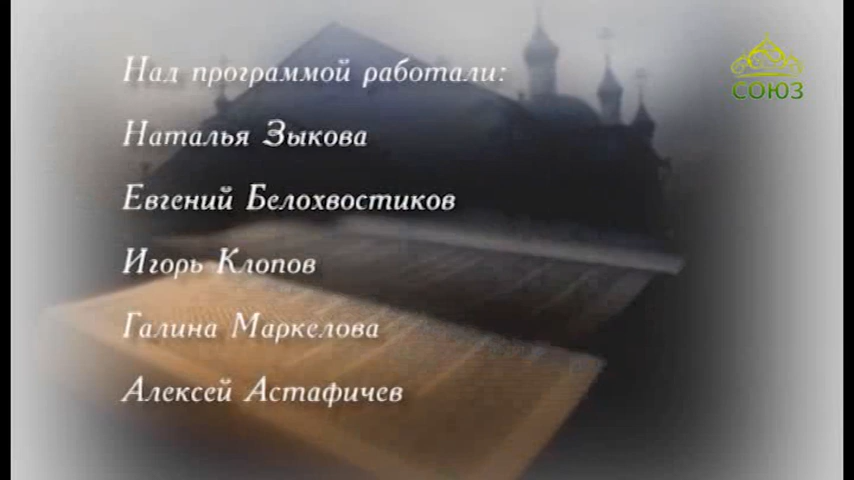 Над программой работали:
СОЮЗ
Наталья Зыкова
Евгений Белохвостиков
Игорь Клопов
Галина Маркелова
Алексей Астафичев